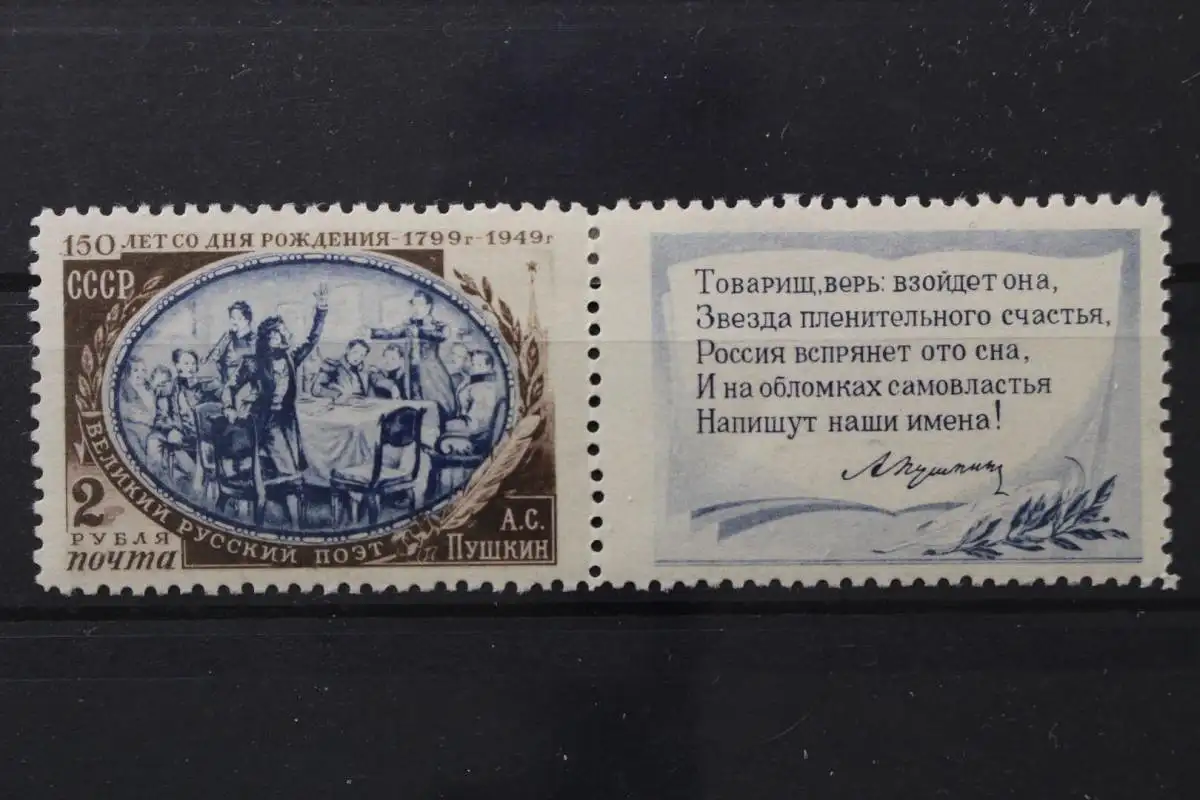 150 ЛЕТ СО ДНЯ РОЖДЕНИЯ-1799г-1949г
СССР
ВЕЛИКИЙ РУССКИЙ ПОЭТ
А.С.
ПУШКИН
2
РУБЛЯ
почта
Товарищ, верь: взойдет она,
Звезда пленительного счастья,
Россия вспрянет ото сна,
И на обломках самовластья
Напишут наши имена!
А Пушкин